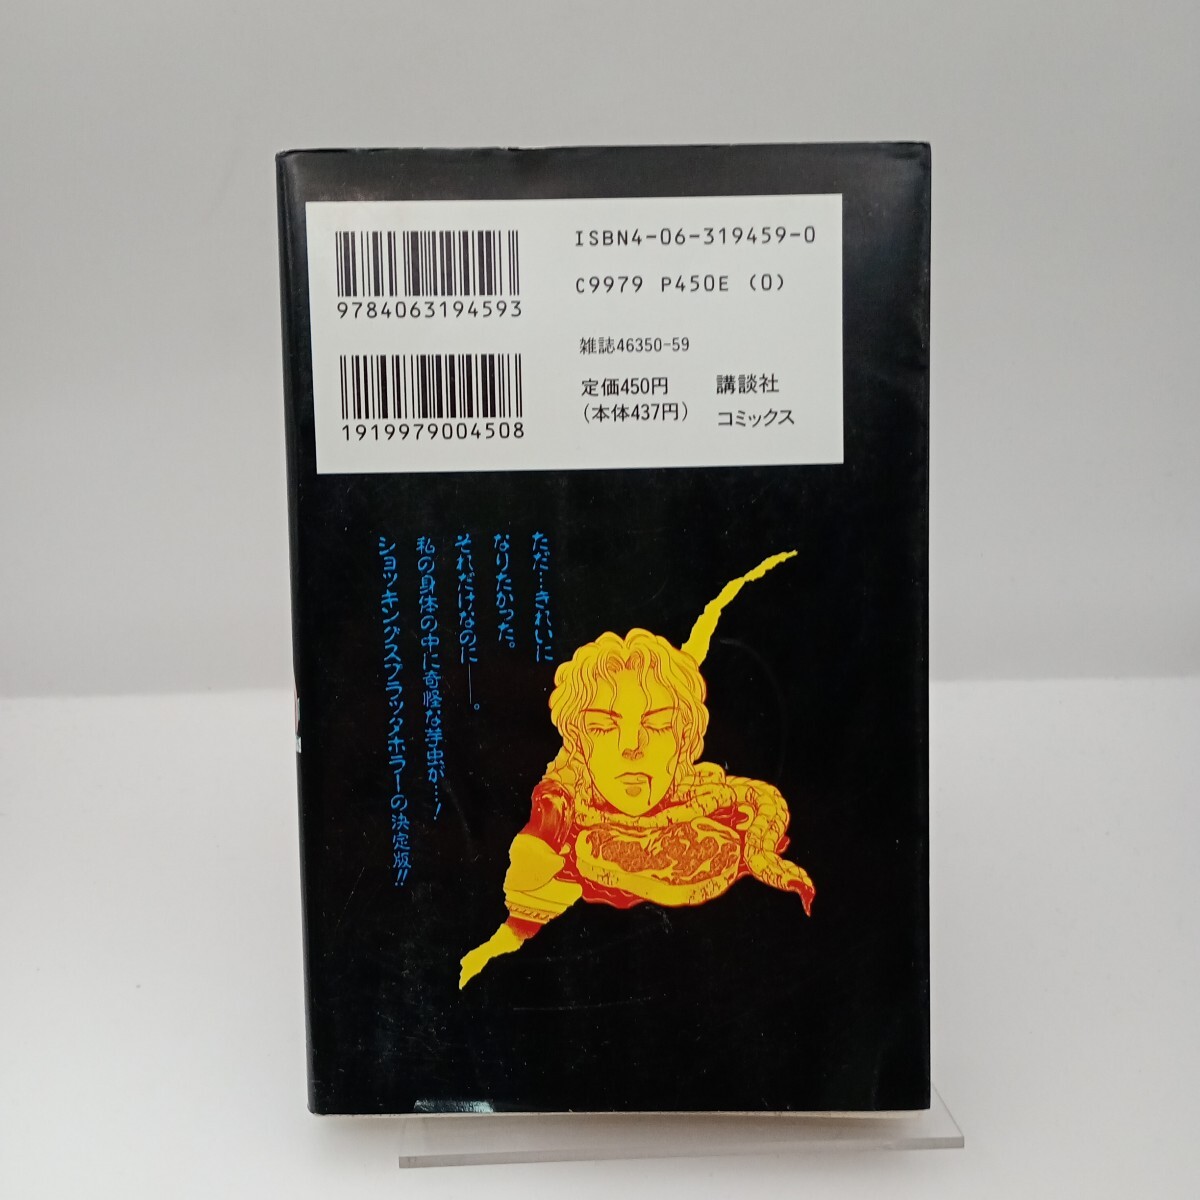 ISBN4-06-319459-0
C9979 P450E (0)
9784063194593
雑誌46350-59
定価450円
(本体437円)
講談社
コミックス
1919979004508
ただ…きれいに
なりたかった。
それだけなのに――。
私の身体の中に奇怪な芋虫が…!
ショッキングスプラッタホラーの決定版!!